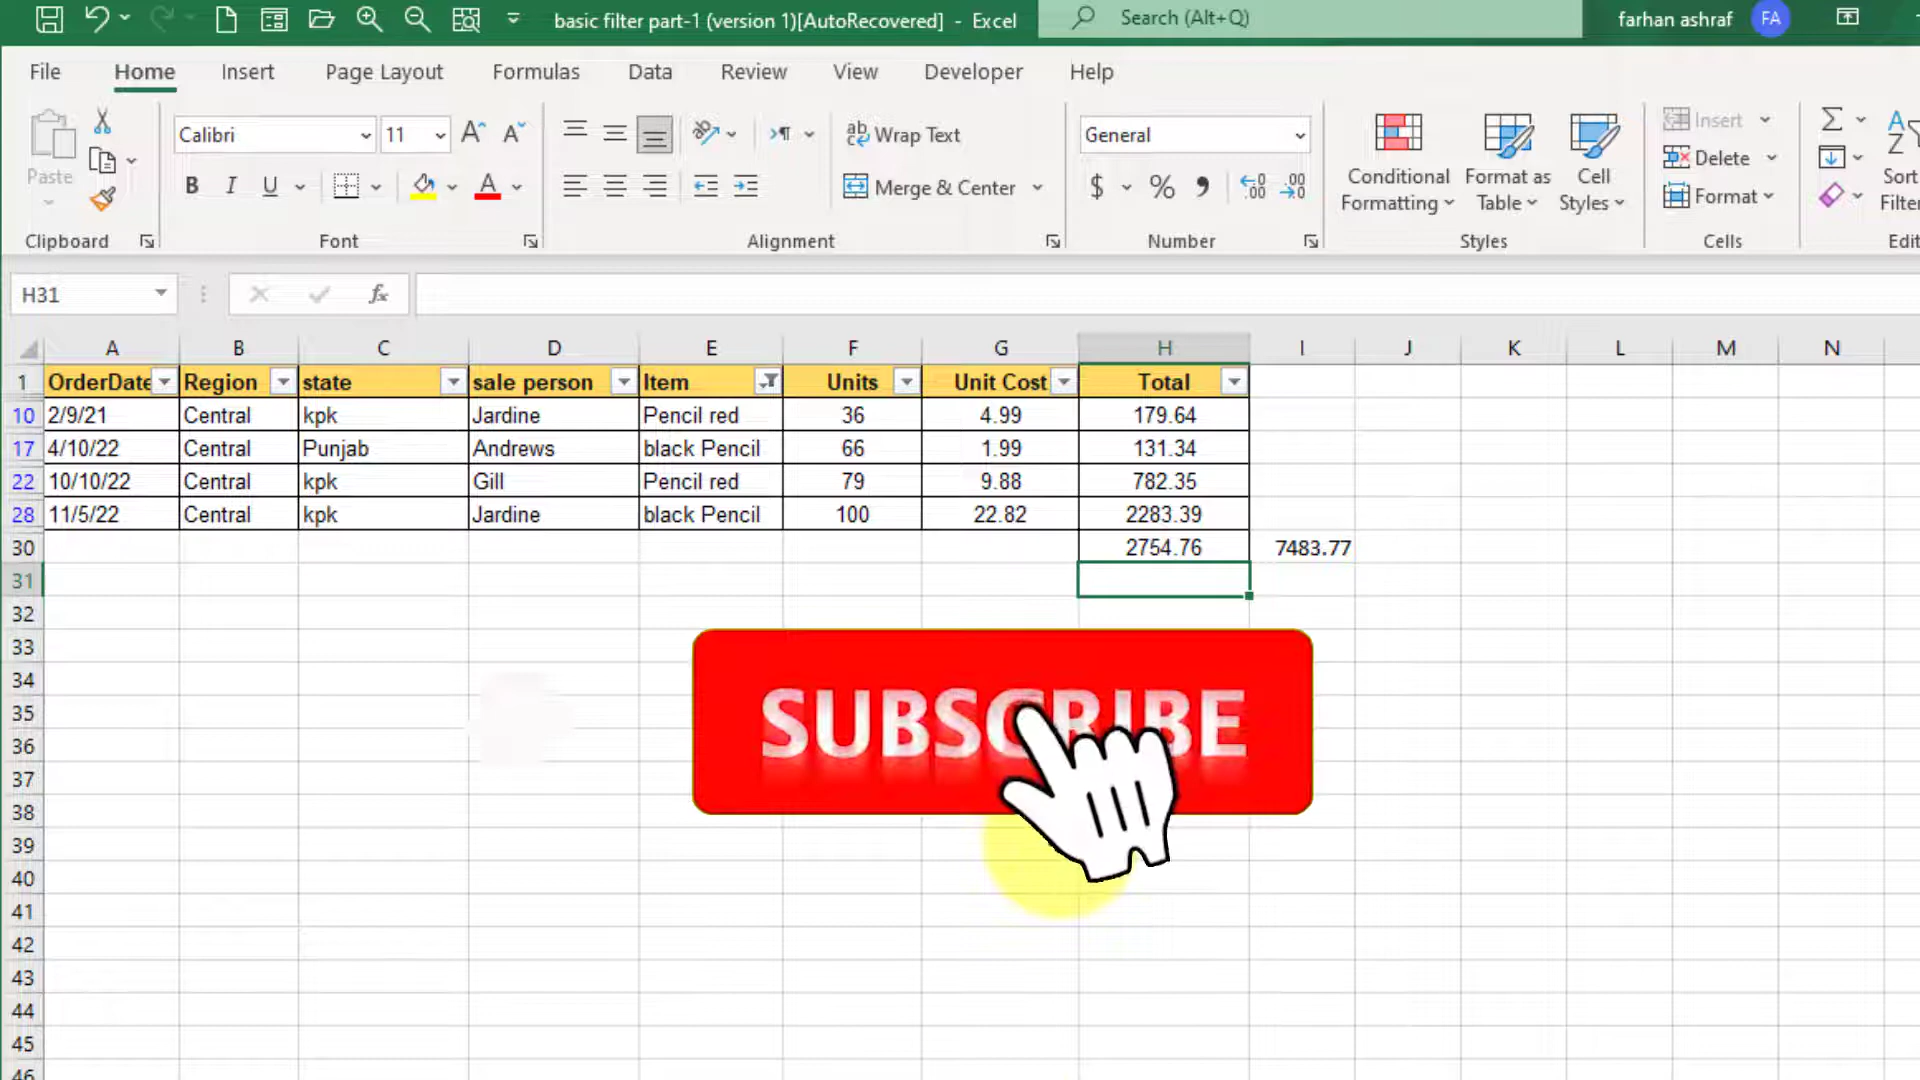 basic filter part-1 (version 1)[AutoRecovered] - Excel
Search (Alt+Q)
farhan ashraf
FA
File Home Insert Page Layout Formulas Data Review View Developer Help
Paste
Clipboard
Calibri 11
B I U
Font
Wrap Text
Merge & Center
Alignment
General
$ % ,
Number
Conditional Formatting
Format as Table
Cell Styles
Styles
Insert
Delete
Format
Cells
Sort
Filter
Edit
H31
fx
A B C D E F G H I J K L M N
1 OrderDate Region state sale person Item Units Unit Cost Total
10 2/9/21 Central kpk Jardine Pencil red 36 4.99 179.64
17 4/10/22 Central Punjab Andrews black Pencil 66 1.99 131.34
22 10/10/22 Central kpk Gill Pencil red 79 9.88 782.35
28 11/5/22 Central kpk Jardine black Pencil 100 22.82 2283.39
30 2754.76 7483.77
31
32
33
34
35
36
37
38
39
40
41
42
43
44
45
46
SUBSCRIBE